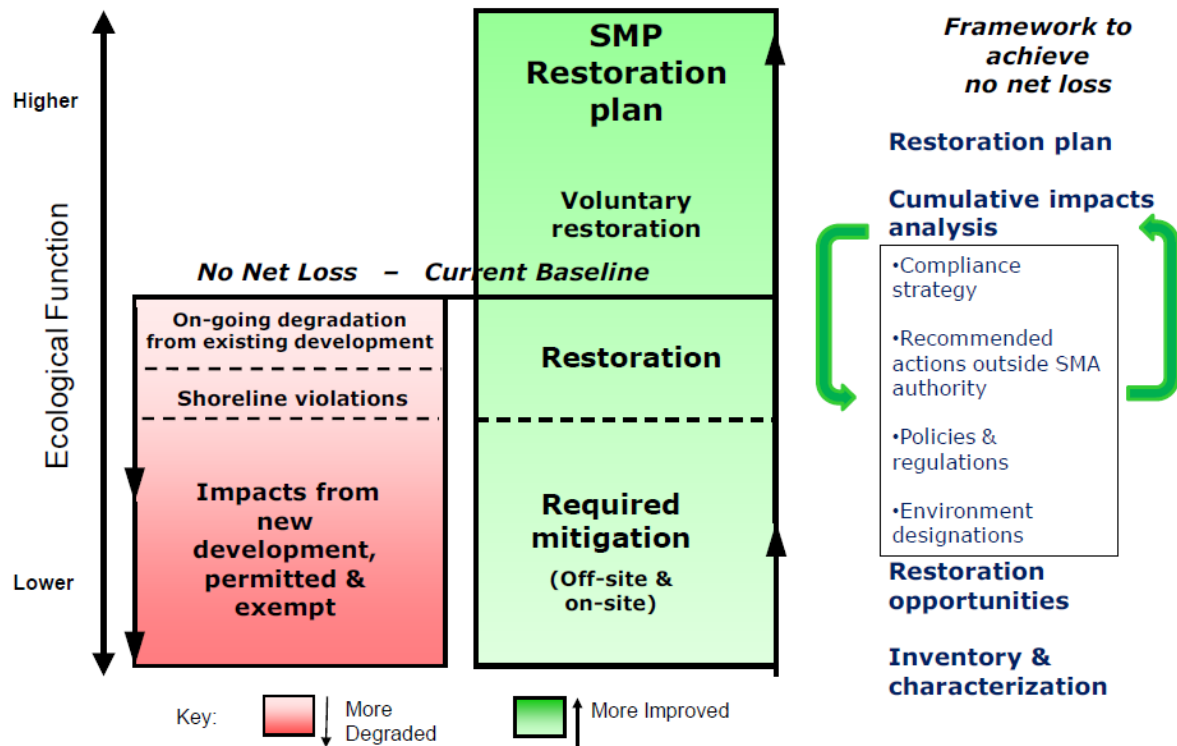 Higher
Ecological Function
Lower
SMP
Restoration
plan
Voluntary
restoration
No Net Loss – Current Baseline
On-going degradation
from existing development
Shoreline violations
Impacts from
new
development,
permitted &
exempt
Restoration
Required
mitigation
(Off-site &
on-site)
Key:
More
Degraded
More Improved
Framework to
achieve
no net loss
Restoration plan
Cumulative impacts
analysis
•Compliance
strategy
•Recommended
actions outside SMA
authority
•Policies &
regulations
•Environment
designations
Restoration
opportunities
Inventory &
characterization